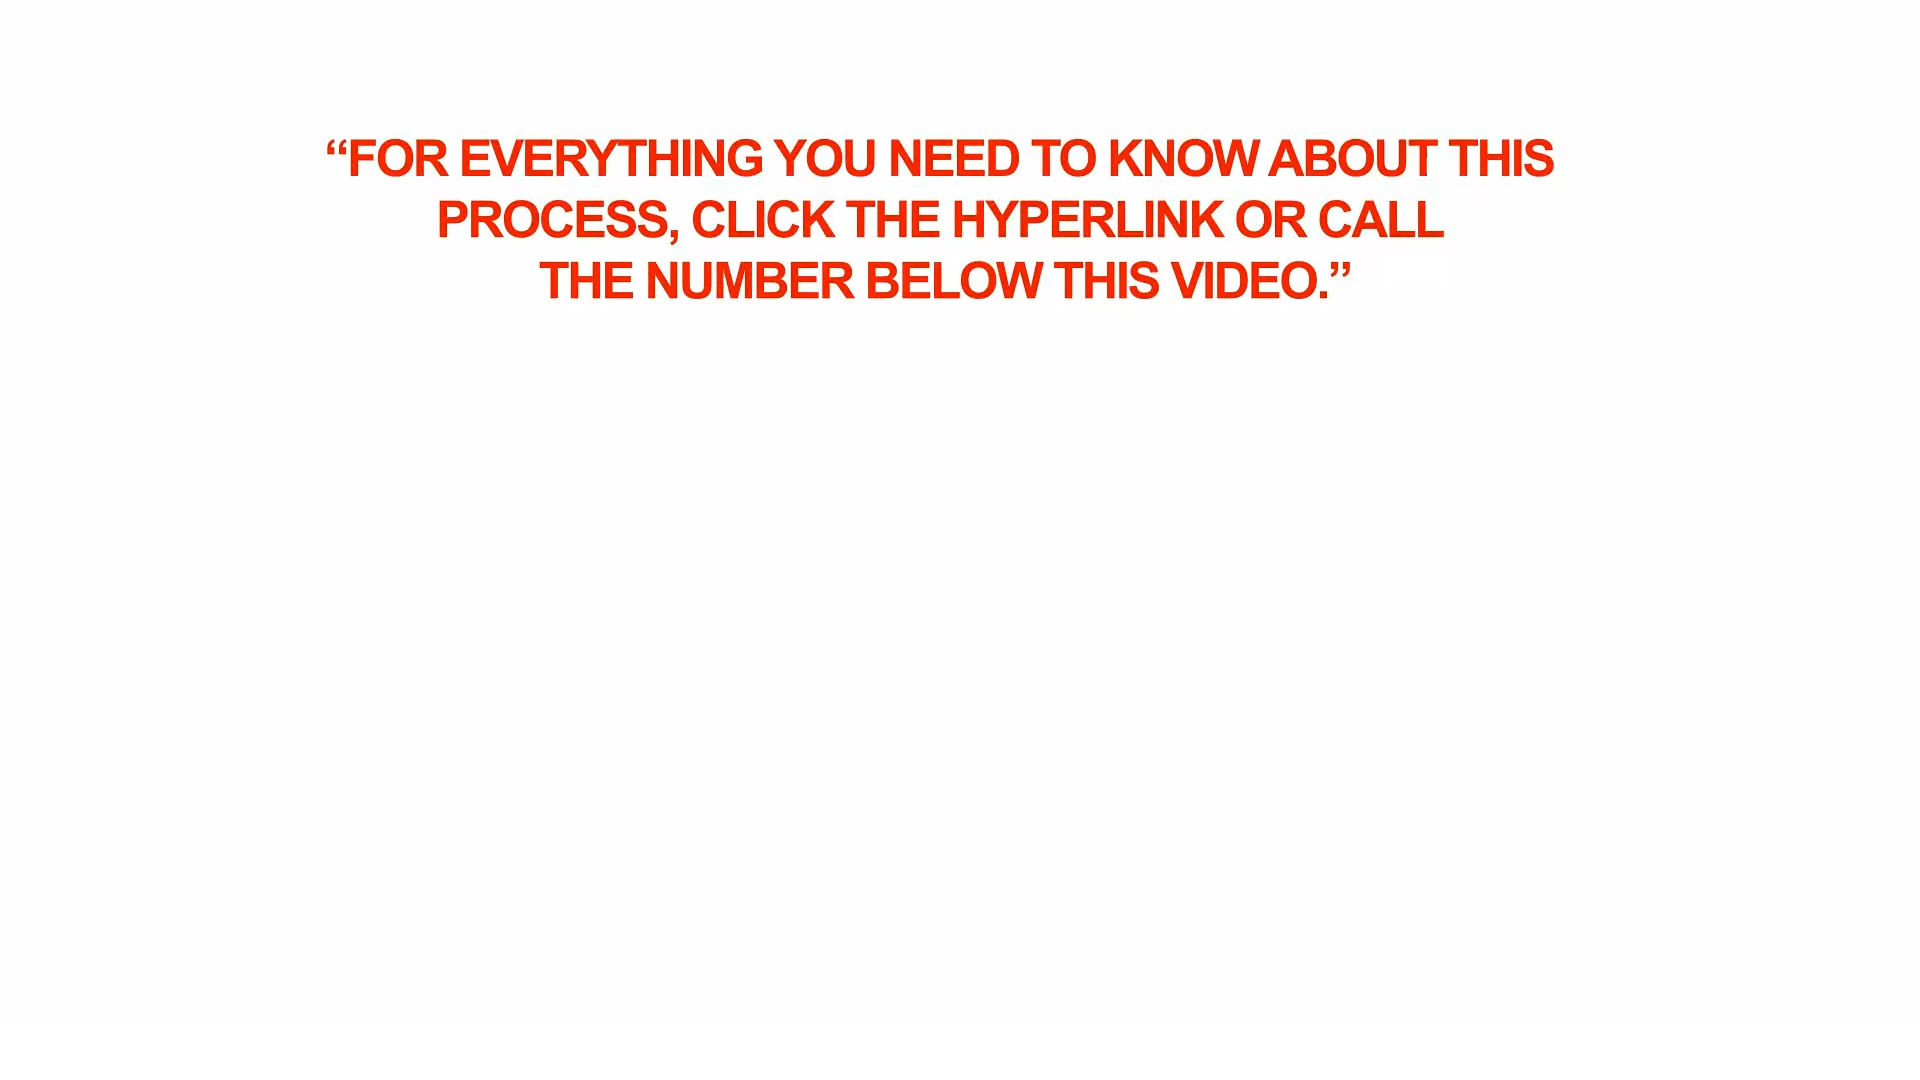 “FOR EVERYTHING YOU NEED TO KNOW ABOUT THIS
PROCESS, CLICK THE HYPERLINK OR CALL
THE NUMBER BELOW THIS VIDEO.”